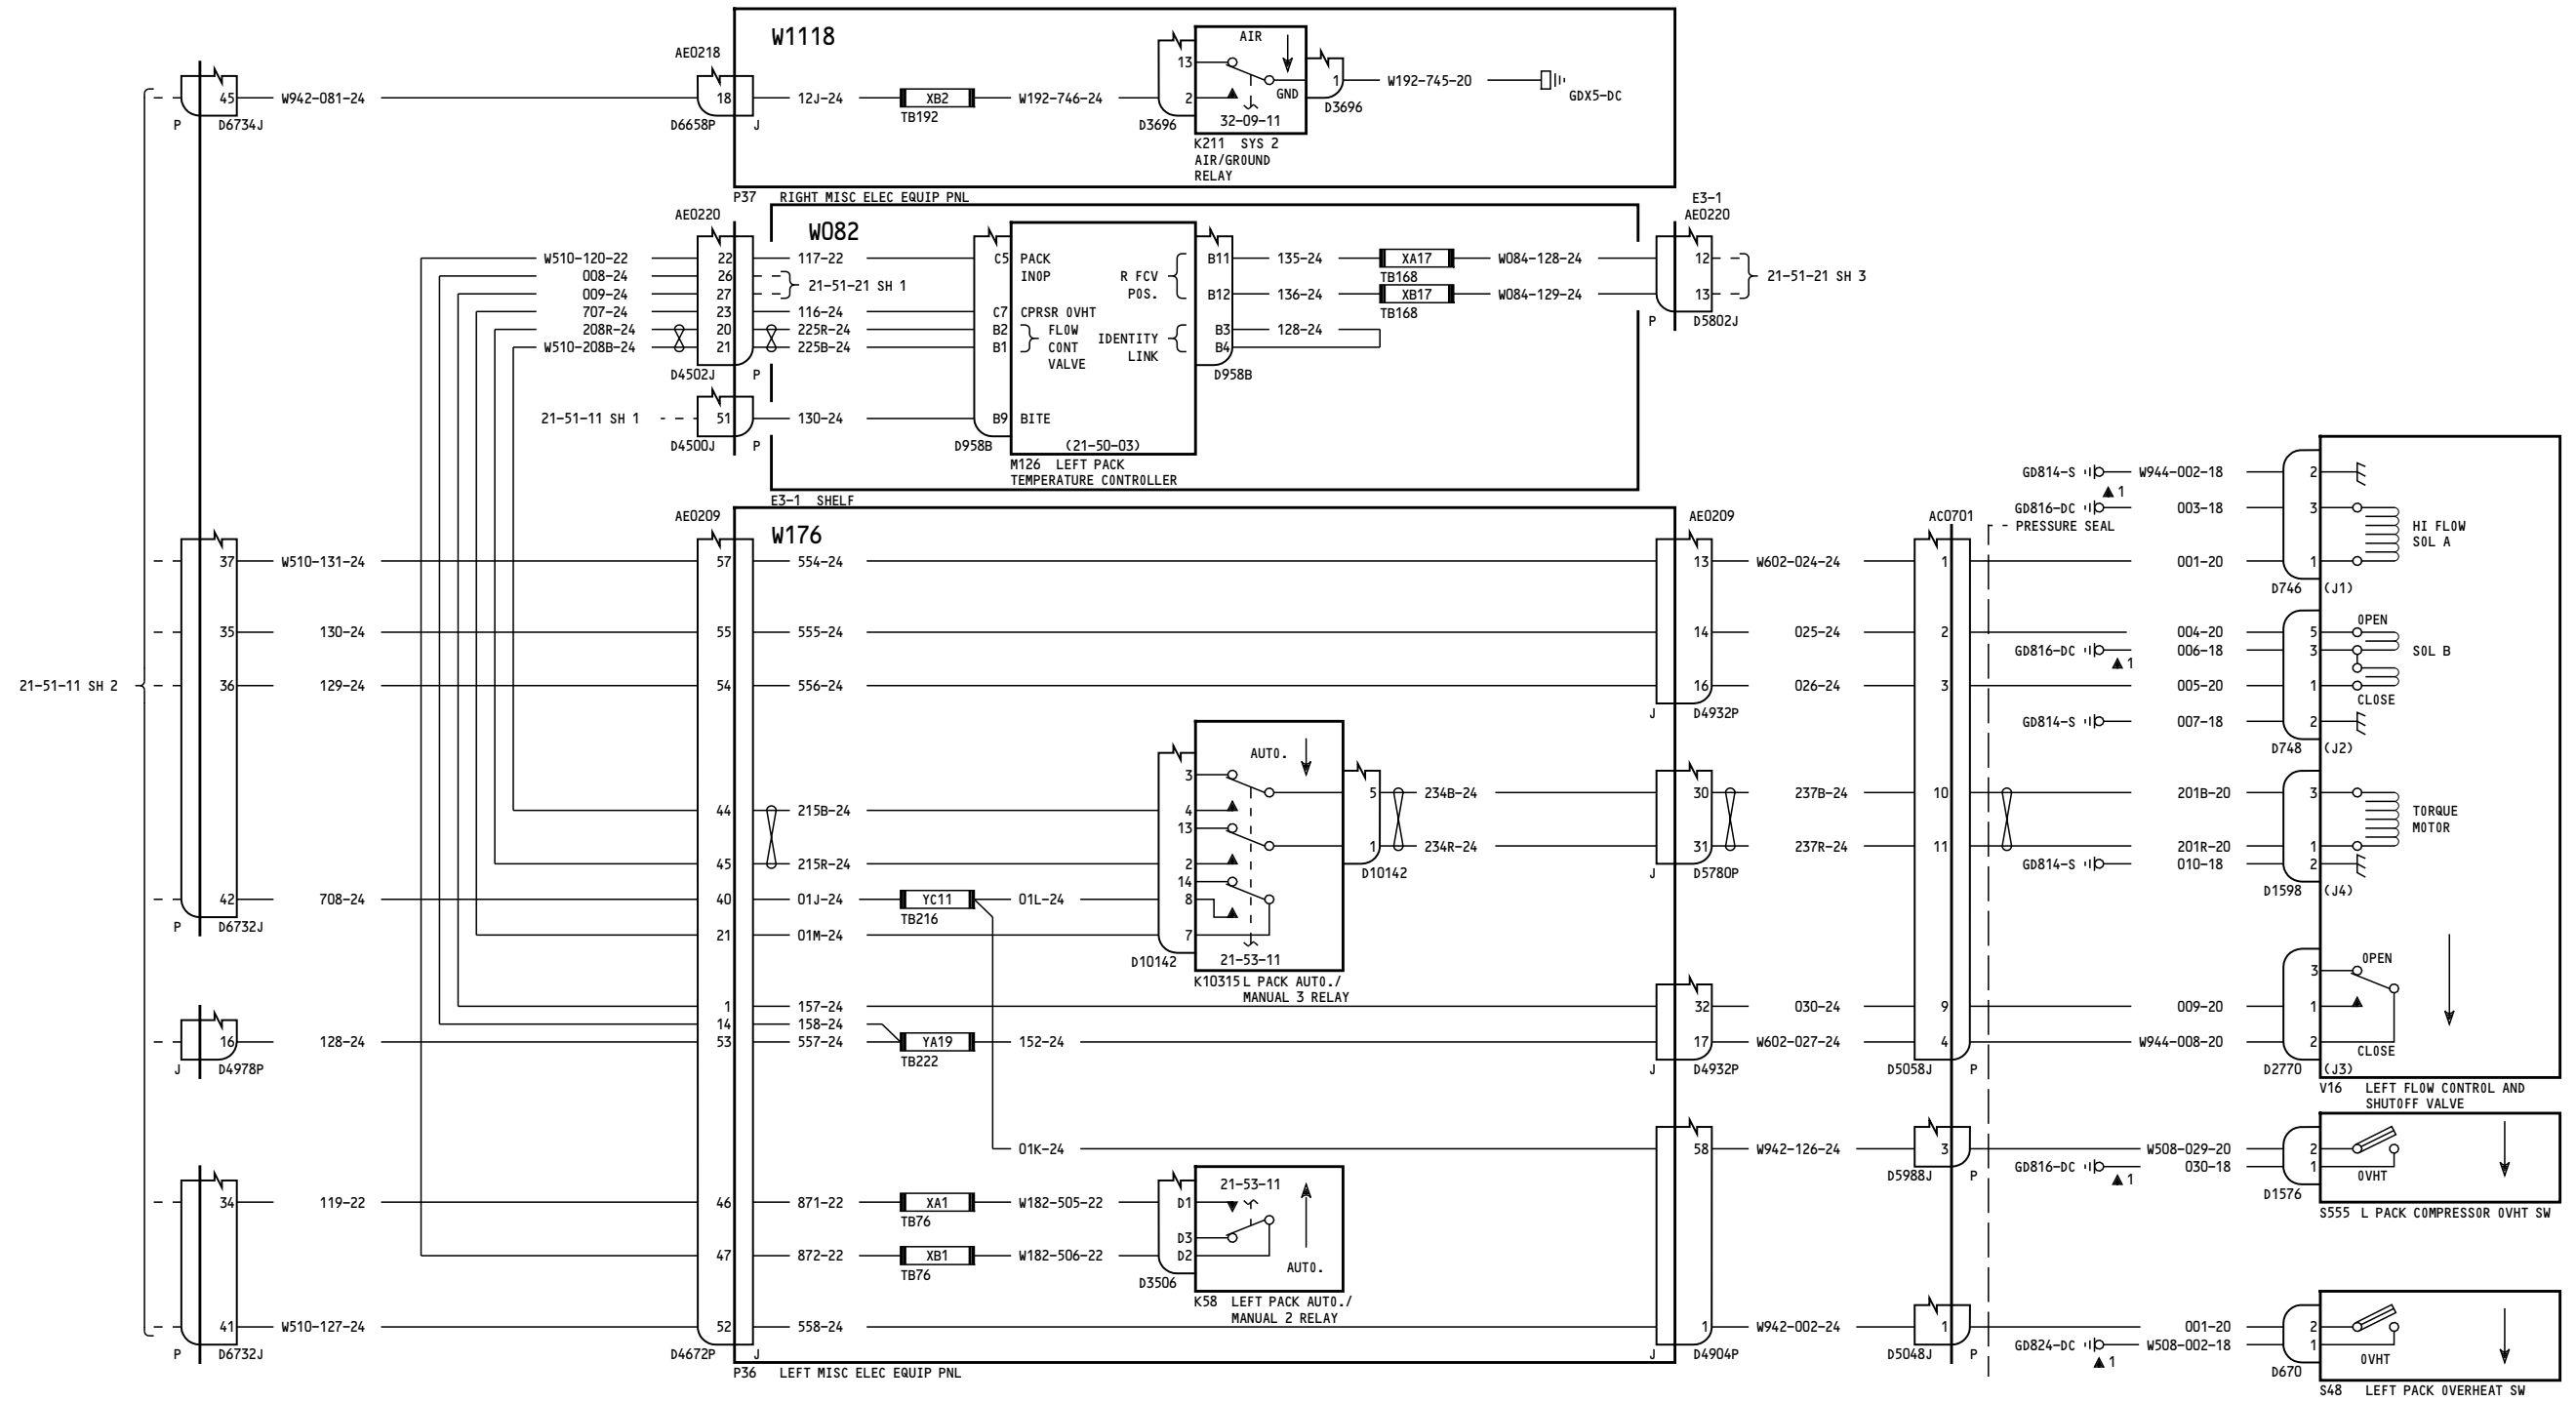 W1118
AE0218
AIR
13
45 W942-081-24 18 12J-24 XB2 W192-746-24 2 GND 1 W192-745-20 GDX5-DC
P D6734J D6658P J TB192 D3696 32-09-11 D3696
K211 SYS 2
AIR/GROUND
RELAY
P37 RIGHT MISC ELEC EQUIP PNL
E3-1
AE0220 AE0220
W082
W510-120-22 22 117-22 C5 PACK B11 135-24 XA17 W084-128-24 12
008-24 26 INOP R FCV TB168
21-51-21 SH 1 21-51-21 SH 3
009-24 27 POS. B12 136-24 XB17 W084-129-24 13
707-24 23 116-24 C7 CPRSR OVHT TB168
208R-24 20 225R-24 B2 FLOW IDENTITY B3 128-24 P D5802J
W510-208B-24 21 225B-24 B1 CONT LINK B4
VALVE
D4502J P D958B
21-51-11 SH 1 51 130-24 B9 BITE
D4500J P D958B (21-50-03)
M126 LEFT PACK
TEMPERATURE CONTROLLER
E3-1 SHELF
GD814-S W944-002-18 2
▲ 1
GD816-DC 003-18 3
AE0209 W176 AE0209 AC0701 PRESSURE SEAL HI FLOW
SOL A
37 W510-131-24 57 554-24 13 W602-024-24 1 001-20 1
D746 (J1)
OPEN
35 130-24 55 555-24 14 025-24 2 004-20 5
GD816-DC 006-18 3 SOL B
▲ 1
21-51-11 SH 2 36 129-24 54 556-24 16 026-24 3 005-20 1
CLOSE
J D4932P GD814-S 007-18 2
D748 (J2)
AUTO.
3
5 234B-24 30 237B-24 10 201B-20 3
44 215B-24 4 TORQUE
13 MOTOR
1 234R-24 31 237R-24 11 201R-20 1
45 215R-24 2 GD814-S 010-18 2
14 D10142 J D5780P D1598 (J4)
42 708-24 40 01J-24 YC11 01L-24 8
P D6732J TB216
21 01M-24 7
D10142 21-53-11 OPEN
3
K10315 L PACK AUTO./
MANUAL 3 RELAY
1 157-24 32 030-24 9 009-20 1
14 158-24
16 128-24 53 557-24 YA19 152-24 17 W602-027-24 4 W944-008-20 2
CLOSE
J D4978P TB222 J D4932P D5058J P D2770 (J3)
V16 LEFT FLOW CONTROL AND
SHUTOFF VALVE
01K-24 58 W942-126-24 3 W508-029-20 2
GD816-DC 030-18 1
D5988J P ▲ 1 OVHT
21-53-11
D1576
34 119-22 46 871-22 XA1 W182-505-22 D1
TB76 S555 L PACK COMPRESSOR OVHT SW
D3
47 872-22 XB1 W182-506-22 D2
TB76 D3506 AUTO.
K58 LEFT PACK AUTO./
MANUAL 2 RELAY
41 W510-127-24 52 558-24 1 W942-002-24 1 001-20 2
GD824-DC W508-002-18 1
P D6732J D4672P J J D4904P D5048J P ▲ 1 OVHT
D670
P36 LEFT MISC ELEC EQUIP PNL
S48 LEFT PACK OVERHEAT SW